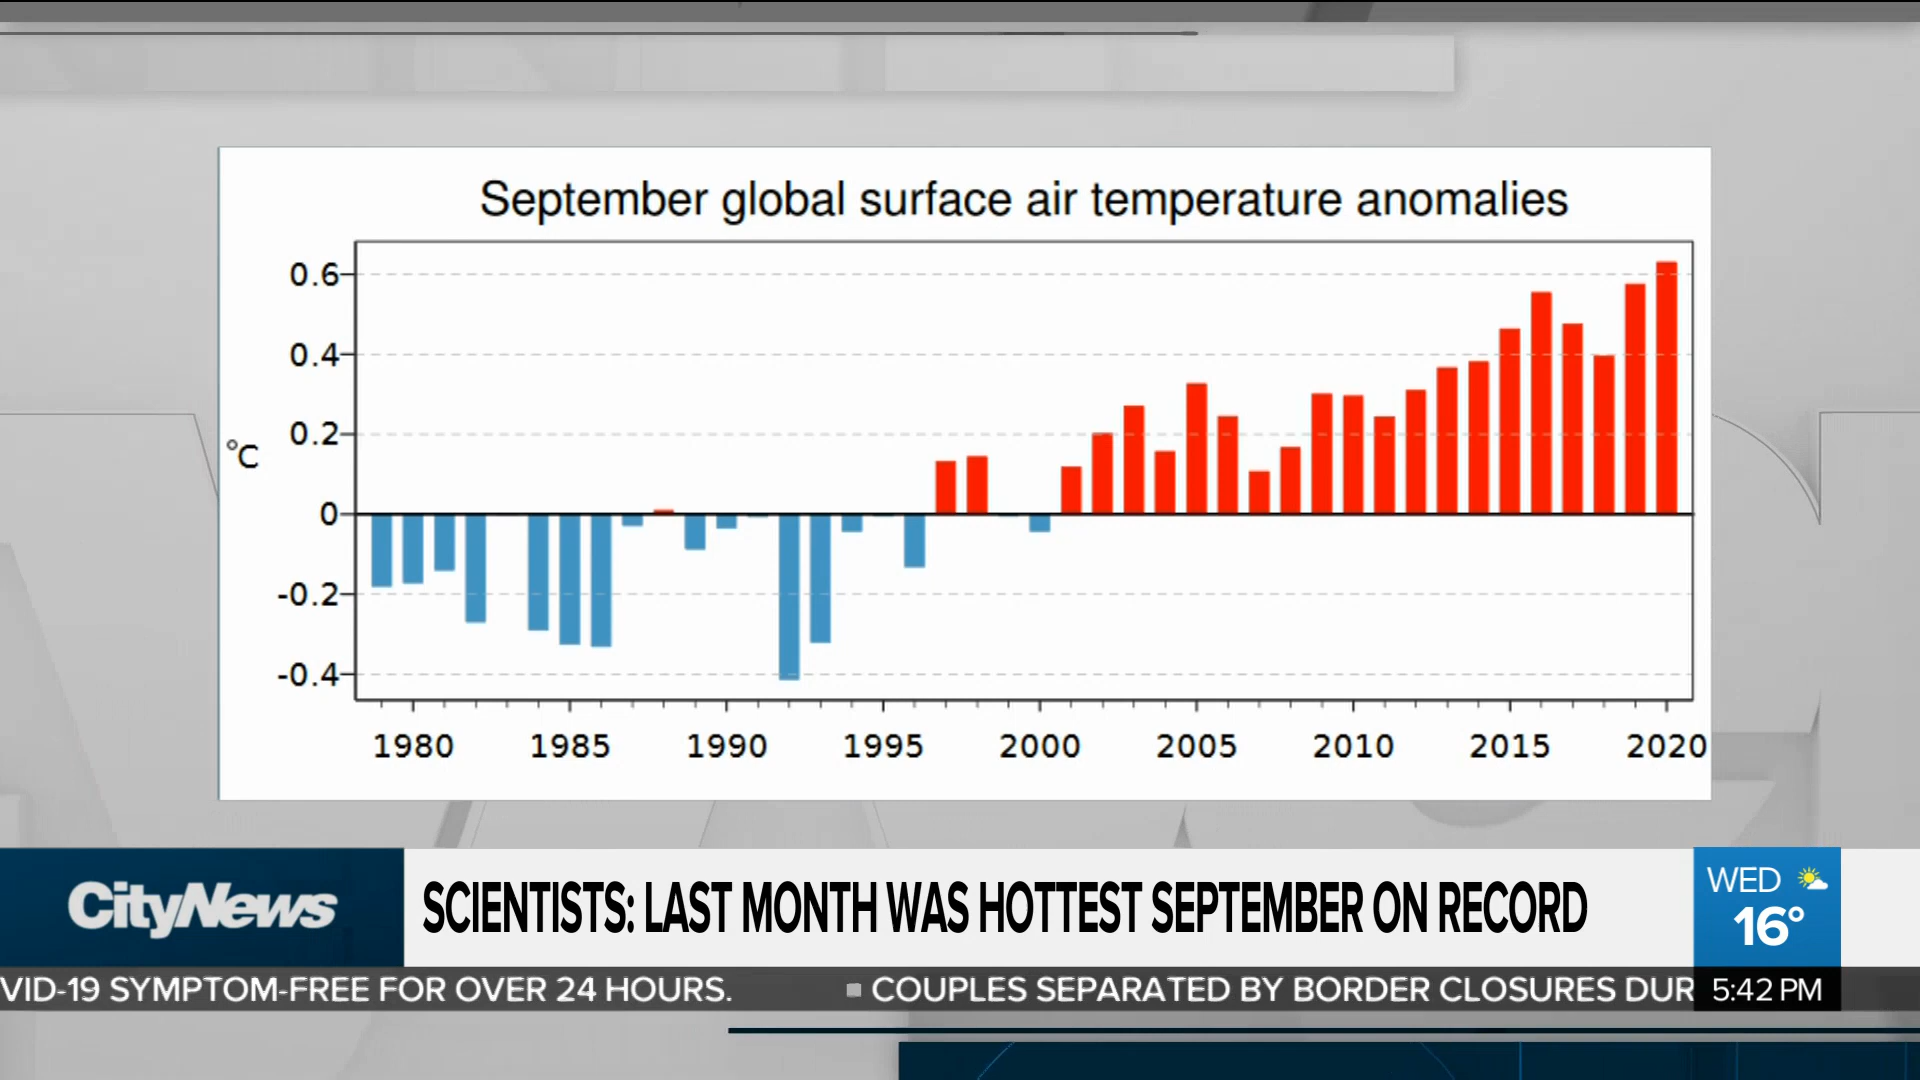 September global surface air temperature anomalies
0.6
0.4
0.2
°C
0
-0.2
-0.4
1980 1985 1990 1995 2000 2005 2010 2015 2020
CityNews
SCIENTISTS: LAST MONTH WAS HOTTEST SEPTEMBER ON RECORD
WED
16°
VID-19 SYMPTOM-FREE FOR OVER 24 HOURS. COUPLES SEPARATED BY BORDER CLOSURES DUR
5:42 PM